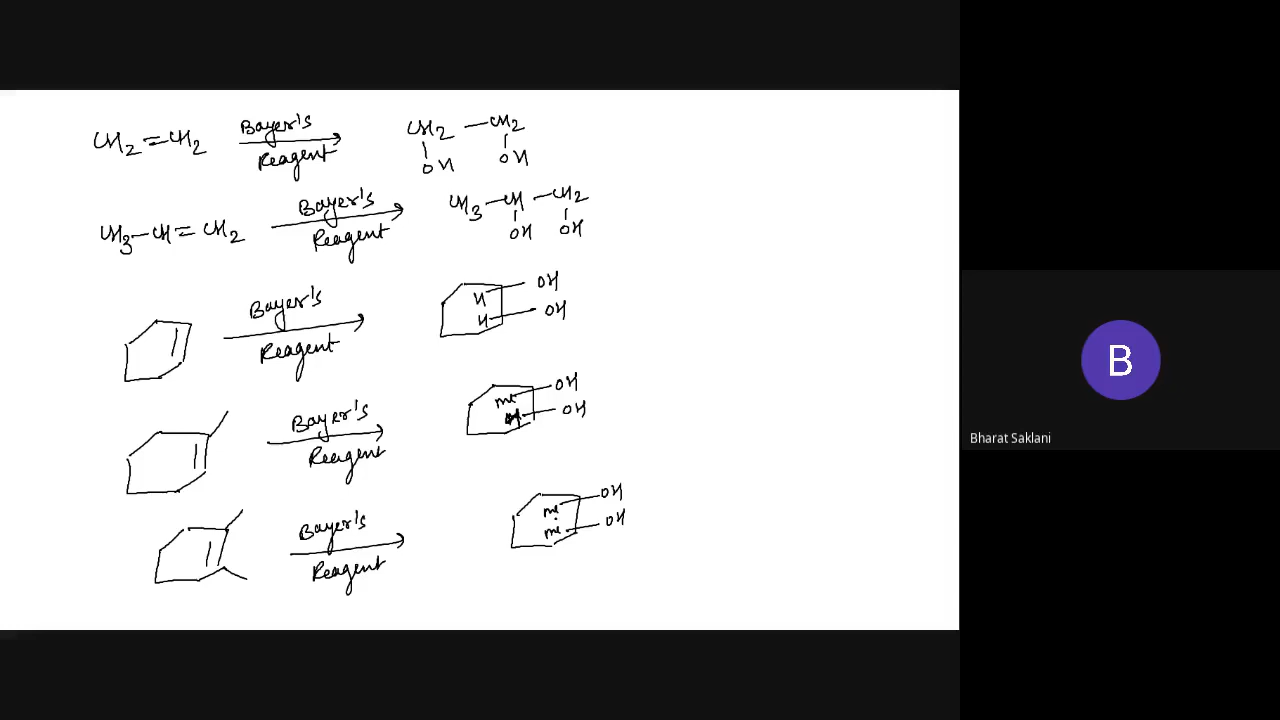 CH2=CH2 Bayer's Reagent CH2-CH2
OH OH
CH3-CH=CH2 Bayer's Reagent CH3-CH-CH2
OH OH
Bayer's Reagent H OH
H OH
Bayer's Reagent me OH
OH
Bayer's Reagent me OH
me OH
B
Bharat Saklani